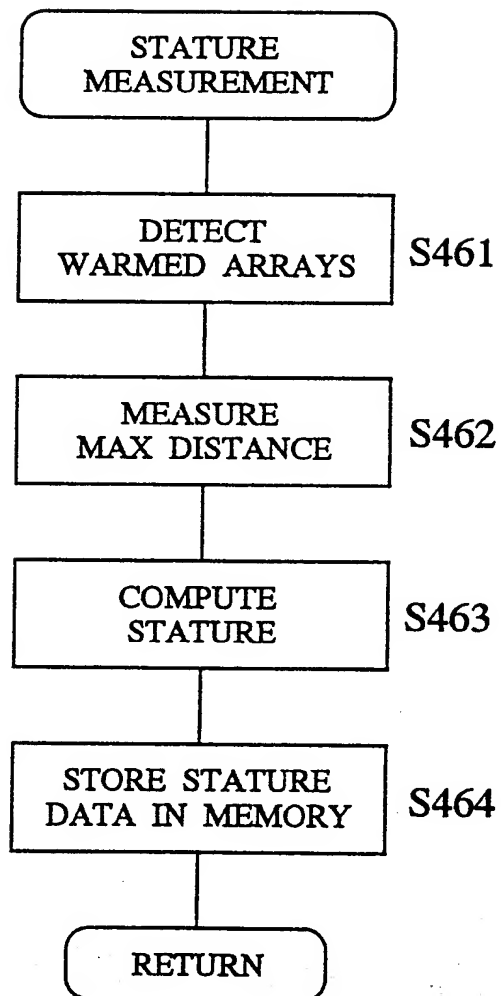 STATURE
MEASUREMENT
DETECT
WARMED ARRAYS
S461
MEASURE
MAX DISTANCE
S462
COMPUTE
STATURE
S463
STORE STATURE
DATA IN MEMORY
S464
RETURN